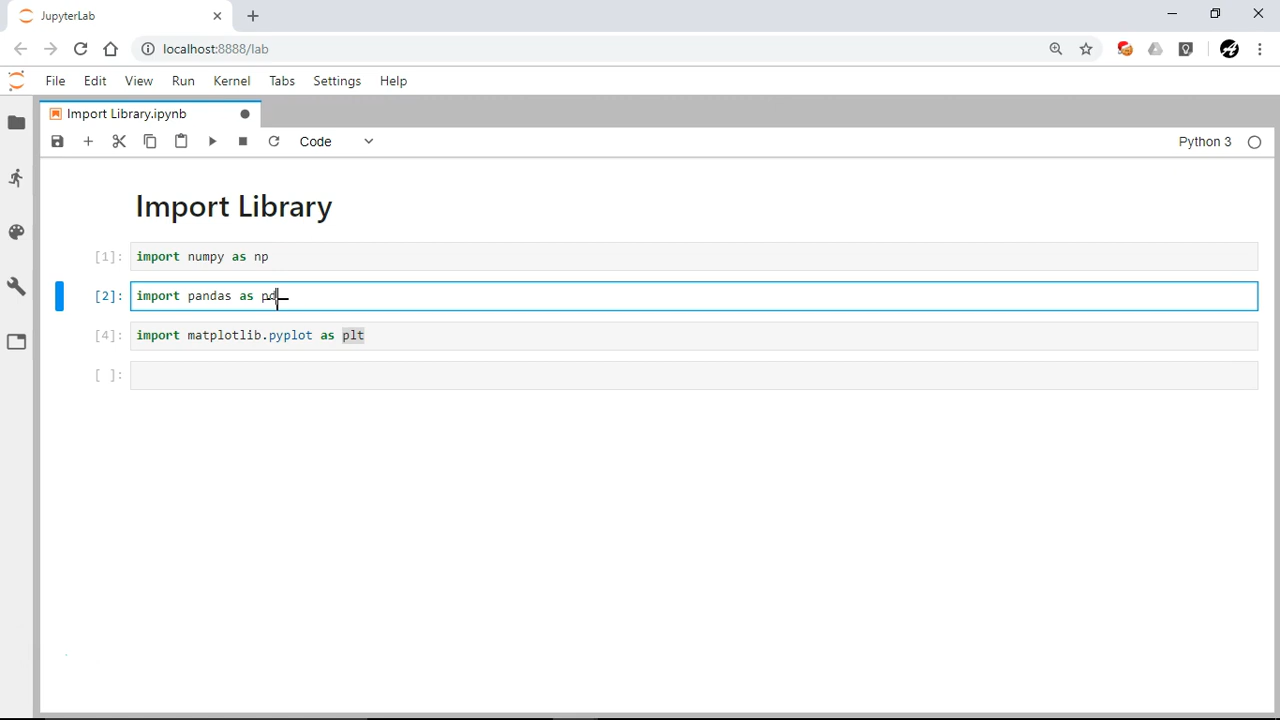 JupyterLab
localhost:8888/lab
File Edit View Run Kernel Tabs Settings Help
Import Library.ipynb
Code
Python 3
Import Library
[1]: import numpy as np
[2]: import pandas as pd
[4]: import matplotlib.pyplot as plt
[ ]: